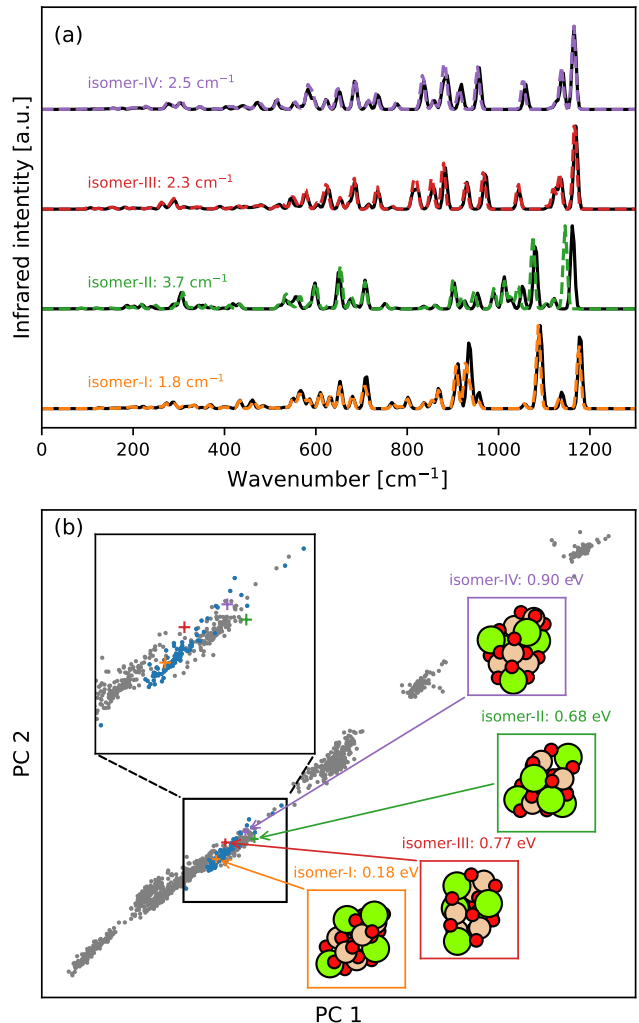 (a)
isomer-IV: 2.5 cm⁻¹
isomer-III: 2.3 cm⁻¹
isomer-II: 3.7 cm⁻¹
isomer-I: 1.8 cm⁻¹
Infrared intentity [a.u.]
0 200 400 600 800 1000 1200
Wavenumber [cm⁻¹]
(b)
isomer-IV: 0.90 eV
isomer-II: 0.68 eV
isomer-III: 0.77 eV
isomer-I: 0.18 eV
PC 2
PC 1